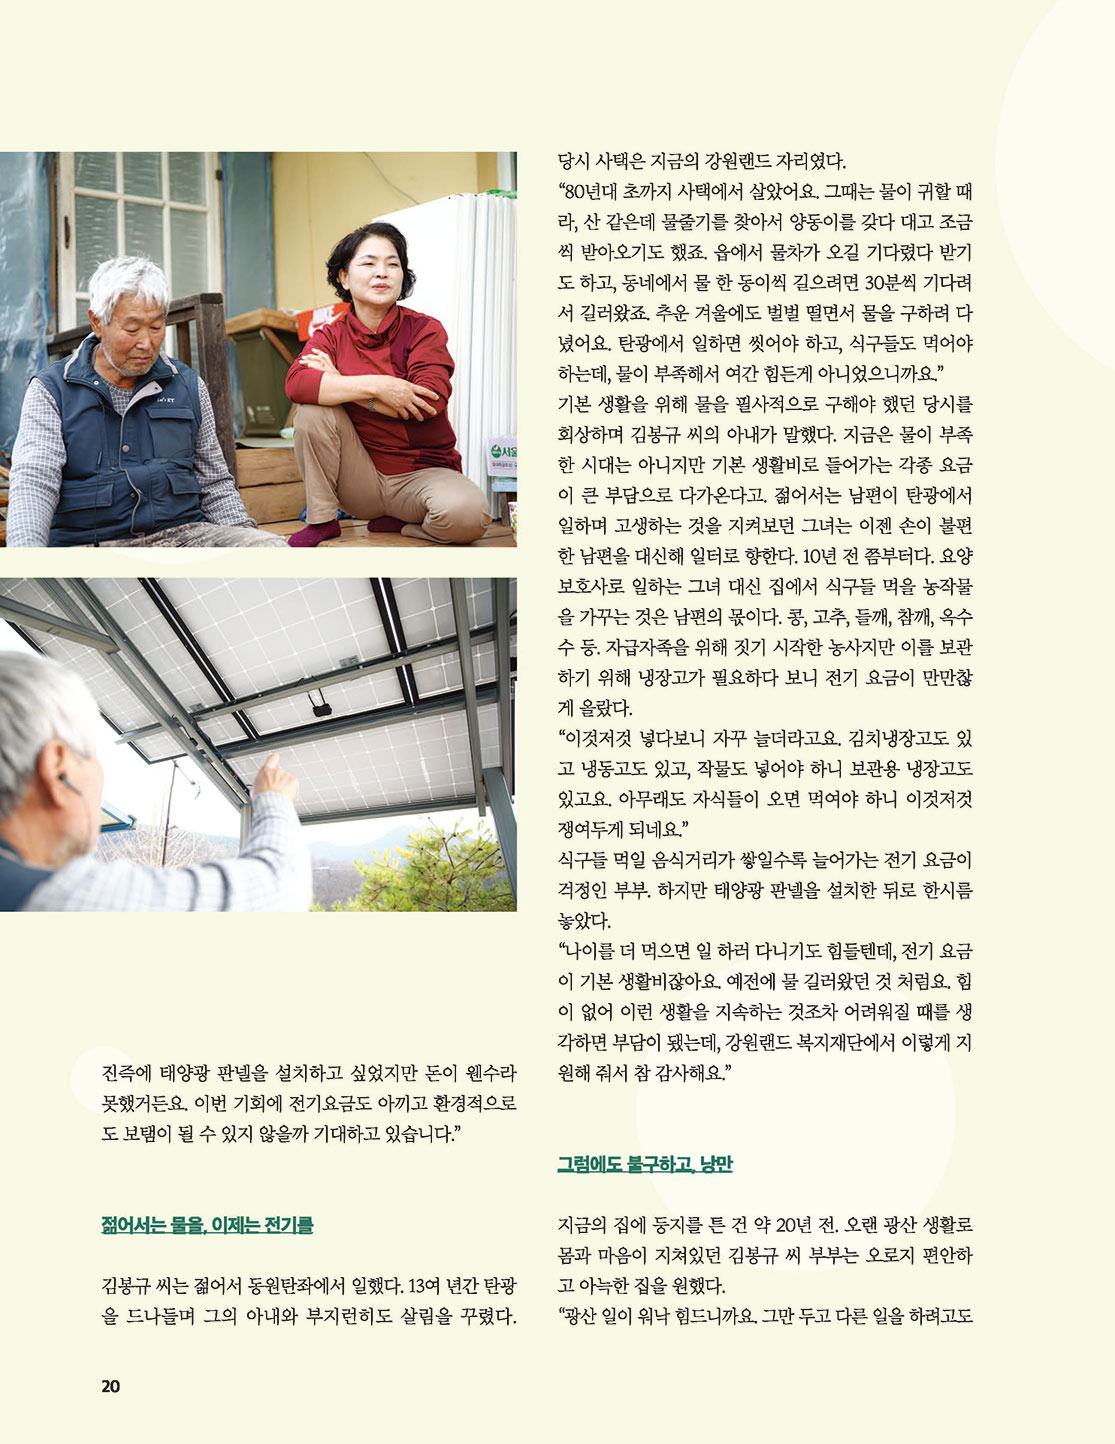 NIKE
서울
진즉에 태양광 판넬을 설치하고 싶었지만 돈이 웬수라
못했거든요. 이번 기회에 전기요금도 아끼고 환경적으로
도 보탬이 될 수 있지 않을까 기대하고 있습니다.”
젊어서는 물을, 이제는 전기를
김봉규 씨는 젊어서 동원탄좌에서 일했다. 13여 년간 탄광
을 드나들며 그의 아내와 부지런히도 살림을 꾸렸다.
당시 사택은 지금의 강원랜드 자리였다.
“80년대 초까지 사택에서 살았어요. 그때는 물이 귀할 때
라, 산 같은데 물줄기를 찾아서 양동이를 갖다 대고 조금
씩 받아오기도 했죠. 읍에서 물차가 오길 기다렸다 받기
도 하고, 동네에서 물 한 동이씩 길으려면 30분씩 기다려
서 길러왔죠. 추운 겨울에도 벌벌 떨면서 물을 구하려 다
녔어요. 탄광에서 일하면 씻어야 하고, 식구들도 먹어야
하는데, 물이 부족해서 여간 힘든게 아니었으니까요.”
기본 생활을 위해 물을 필사적으로 구해야 했던 당시를
회상하며 김봉규 씨의 아내가 말했다. 지금은 물이 부족
한 시대는 아니지만 기본 생활비로 들어가는 각종 요금
이 큰 부담으로 다가온다고. 젊어서는 남편이 탄광에서
일하며 고생하는 것을 지켜보던 그녀는 이젠 손이 불편
한 남편을 대신해 일터로 향한다. 10년 전 쯤부터다. 요양
보호사로 일하는 그녀 대신 집에서 식구들 먹을 농작물
을 가꾸는 것은 남편의 몫이다. 콩, 고추, 들깨, 참깨, 옥수
수 등. 자급자족을 위해 짓기 시작한 농사지만 이를 보관
하기 위해 냉장고가 필요하다 보니 전기 요금이 만만찮
게 올랐다.
“이것저것 넣다보니 자꾸 늘더라고요. 김치냉장고도 있
고 냉동고도 있고, 작물도 넣어야 하니 보관용 냉장고도
있고요. 아무래도 자식들이 오면 먹여야 하니 이것저것
쟁여두게 되네요.”
식구들 먹일 음식거리가 쌓일수록 늘어가는 전기 요금이
걱정인 부부. 하지만 태양광 판넬을 설치한 뒤로 한시름
놓았다.
“나이를 더 먹으면 일 하러 다니기도 힘들텐데, 전기 요금
이 기본 생활비잖아요. 예전에 물 길러왔던 것 처럼요. 힘
이 없어 이런 생활을 지속하는 것조차 어려워질 때를 생
각하면 부담이 됐는데, 강원랜드 복지재단에서 이렇게 지
원해 줘서 참 감사해요.”
그럼에도 불구하고, 낭만
지금의 집에 둥지를 튼 건 약 20년 전. 오랜 광산 생활로
몸과 마음이 지쳐있던 김봉규 씨 부부는 오로지 편안하
고 아늑한 집을 원했다.
“광산 일이 워낙 힘드니까요. 그만 두고 다른 일을 하려고도
20